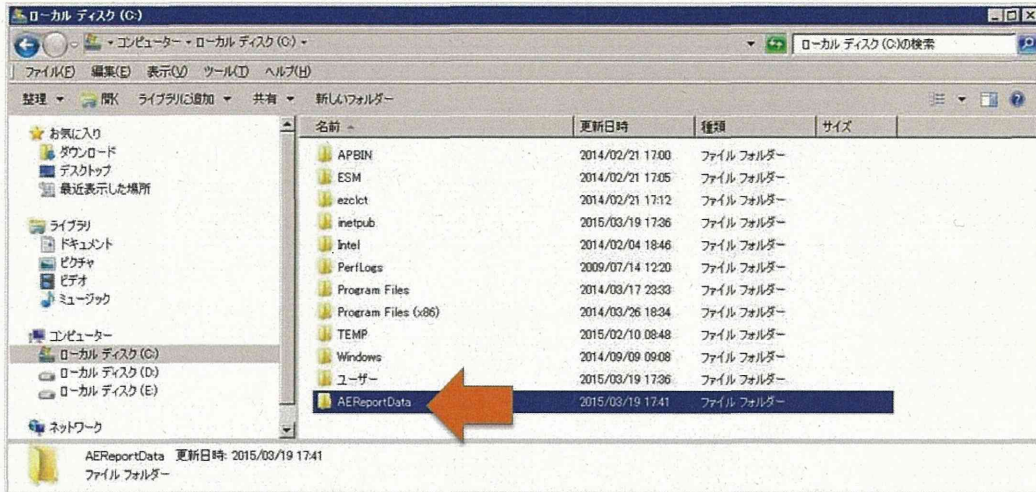 ローカル ディスク (C:)
コンピューター ローカル ディスク (C:)
ローカル ディスク (C:)の検索
ファイル(F) 編集(E) 表示(V) ツール(T) ヘルプ(H)
整理 開く ライブラリに追加 共有 新しいフォルダー
お気に入り
ダウンロード
デスクトップ
最近表示した場所
ライブラリ
ドキュメント
ピクチャ
ビデオ
ミュージック
コンピューター
ローカル ディスク (C:)
ローカル ディスク (D:)
ローカル ディスク (E:)
ネットワーク
名前 更新日時 種類 サイズ
APBIN 2014/02/21 17:00 ファイル フォルダー
ESM 2014/02/21 17:05 ファイル フォルダー
ezclct 2014/02/21 17:12 ファイル フォルダー
inetpub 2015/03/19 17:36 ファイル フォルダー
Intel 2014/02/04 18:46 ファイル フォルダー
PerfLogs 2009/07/14 12:20 ファイル フォルダー
Program Files 2014/03/17 23:33 ファイル フォルダー
Program Files (x86) 2014/03/26 18:34 ファイル フォルダー
TEMP 2015/02/10 08:48 ファイル フォルダー
Windows 2014/09/09 09:08 ファイル フォルダー
ユーザー 2015/03/19 17:36 ファイル フォルダー
AEReportData 2015/03/19 17:41 ファイル フォルダー
AEReportData 更新日時: 2015/03/19 17:41
ファイル フォルダー